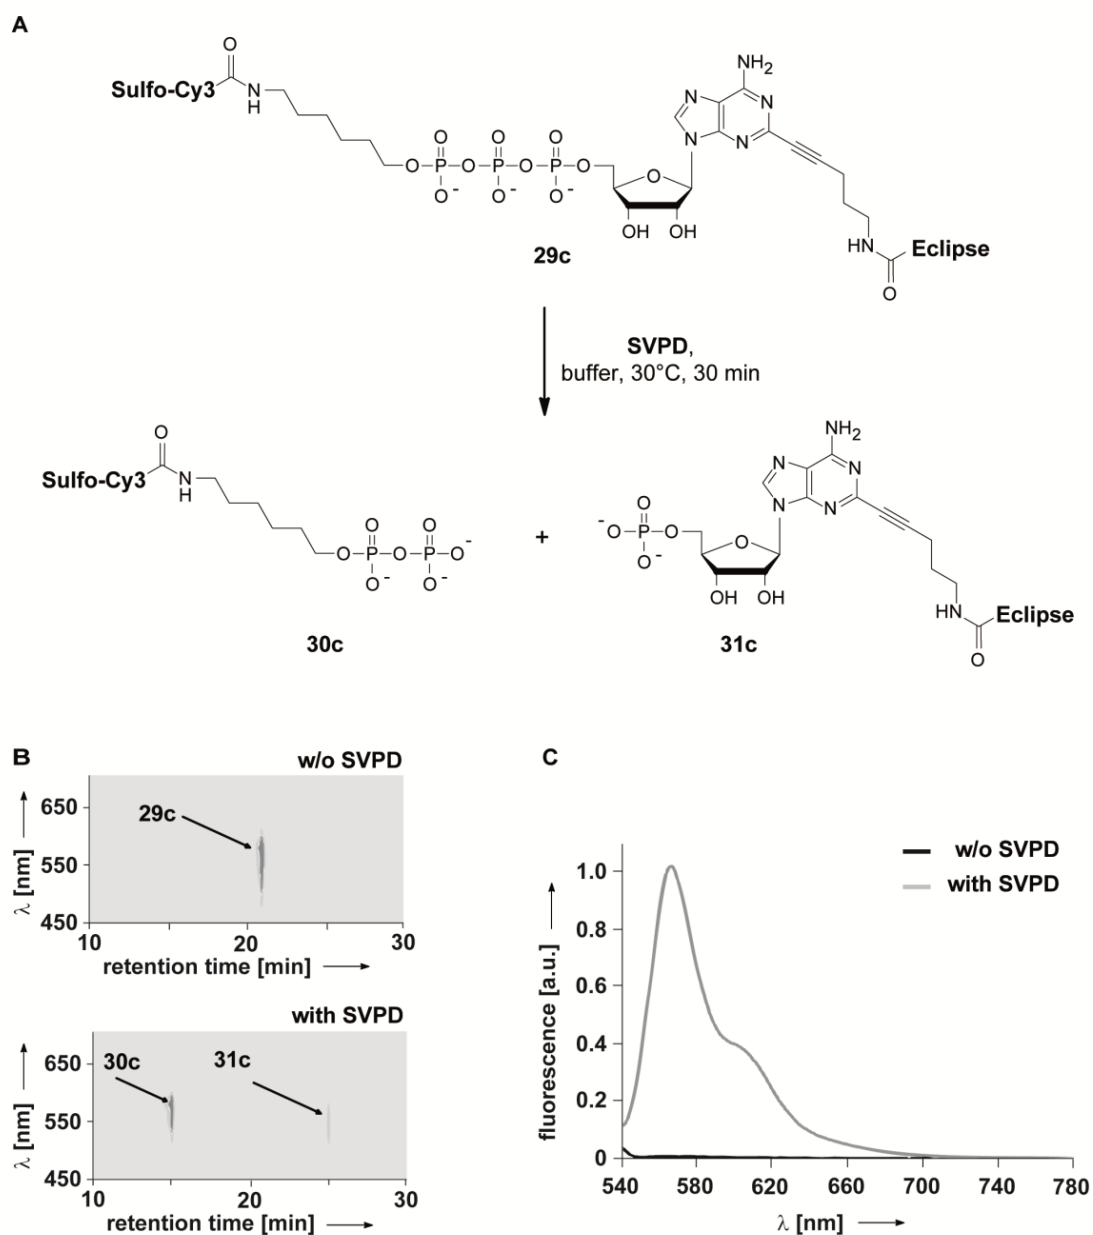 A
Sulfo-Cy3
O
N
H
O
O
P
O
P
O
P
O
O-
O-
O-
O
O
O
OH
OH
NH2
N
N
N
N
HN
O
Eclipse
29c
SVPD,
buffer, 30°C, 30 min
Sulfo-Cy3
O
N
H
O
O
O
P
O
P
O-
O-
O-
30c
+
NH2
N
N
N
N
O
-O
P
O
O-
O
OH
OH
HN
O
Eclipse
31c
B
w/o SVPD
29c
650
550
450
λ [nm]
10
20
30
retention time [min]
with SVPD
30c
31c
650
550
450
λ [nm]
10
20
30
retention time [min]
C
w/o SVPD
with SVPD
1.0
0.8
0.6
0.4
0.2
0
fluorescence [a.u.]
540
580
620
660
700
740
780
λ [nm]